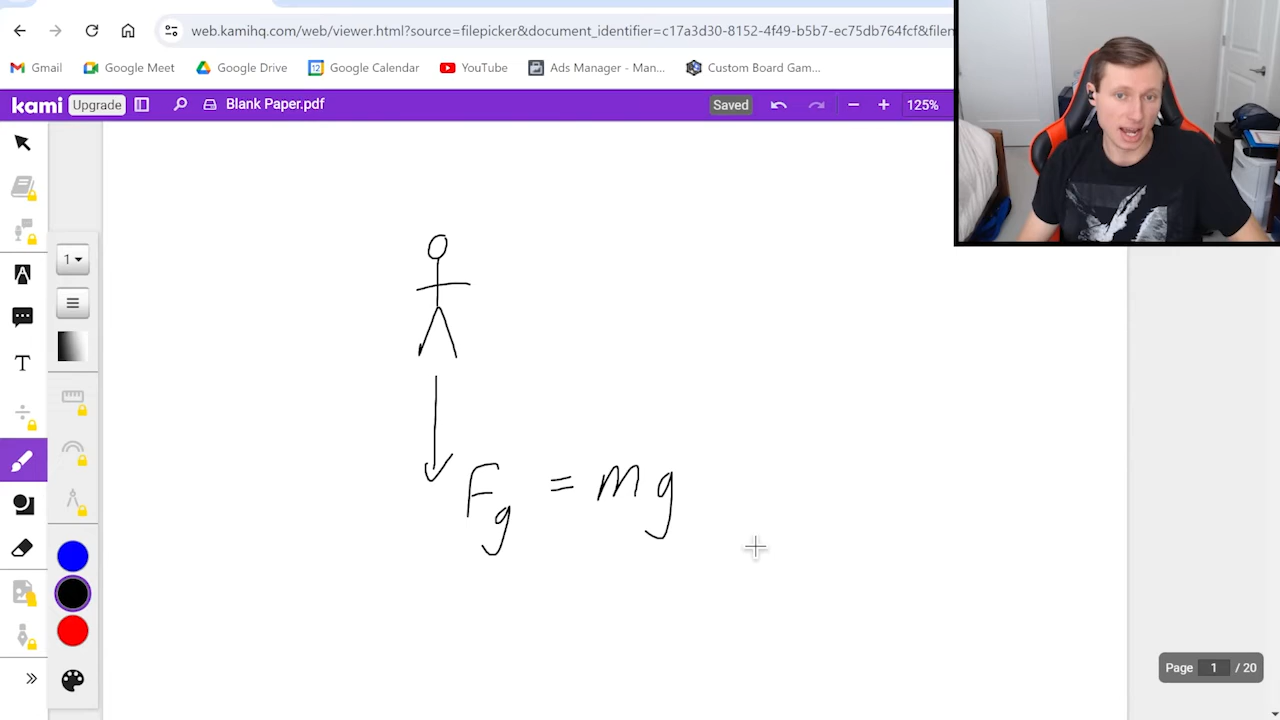 web.kamihq.com/web/viewer.html?source=filepicker&document_identifier=c17a3d30-8152-4f49-b5b7-ec75db764fcf&filen
Gmail Google Meet Google Drive 12 Google Calendar YouTube Ads Manager - Man... Custom Board Gam...
kami Upgrade Blank Paper.pdf Saved 125%
1
A
T
Fg = mg
Page 1 / 20